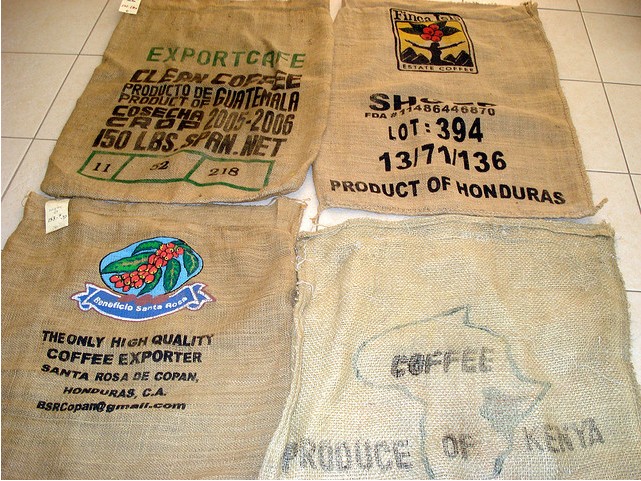 EXPORTCAFE
CLEAN COFFEE
PRODUCTO DE GUATEMALA
PRODUCT OF
COSECHA 2005-2006
CROP
150 LBS. SPAN. NET
11 52 218
Finca
ESTATE COFFEE
FDA #11486446870
LOT: 394
13/71/136
PRODUCT OF HONDURAS
Beneficio Santa Rosa
THE ONLY HIGH QUALITY
COFFEE EXPORTER
SANTA ROSA DE COPAN,
HONDURAS, C.A.
BSRCopan@gmail.com
COFFEE
PRODUCE OF KENYA